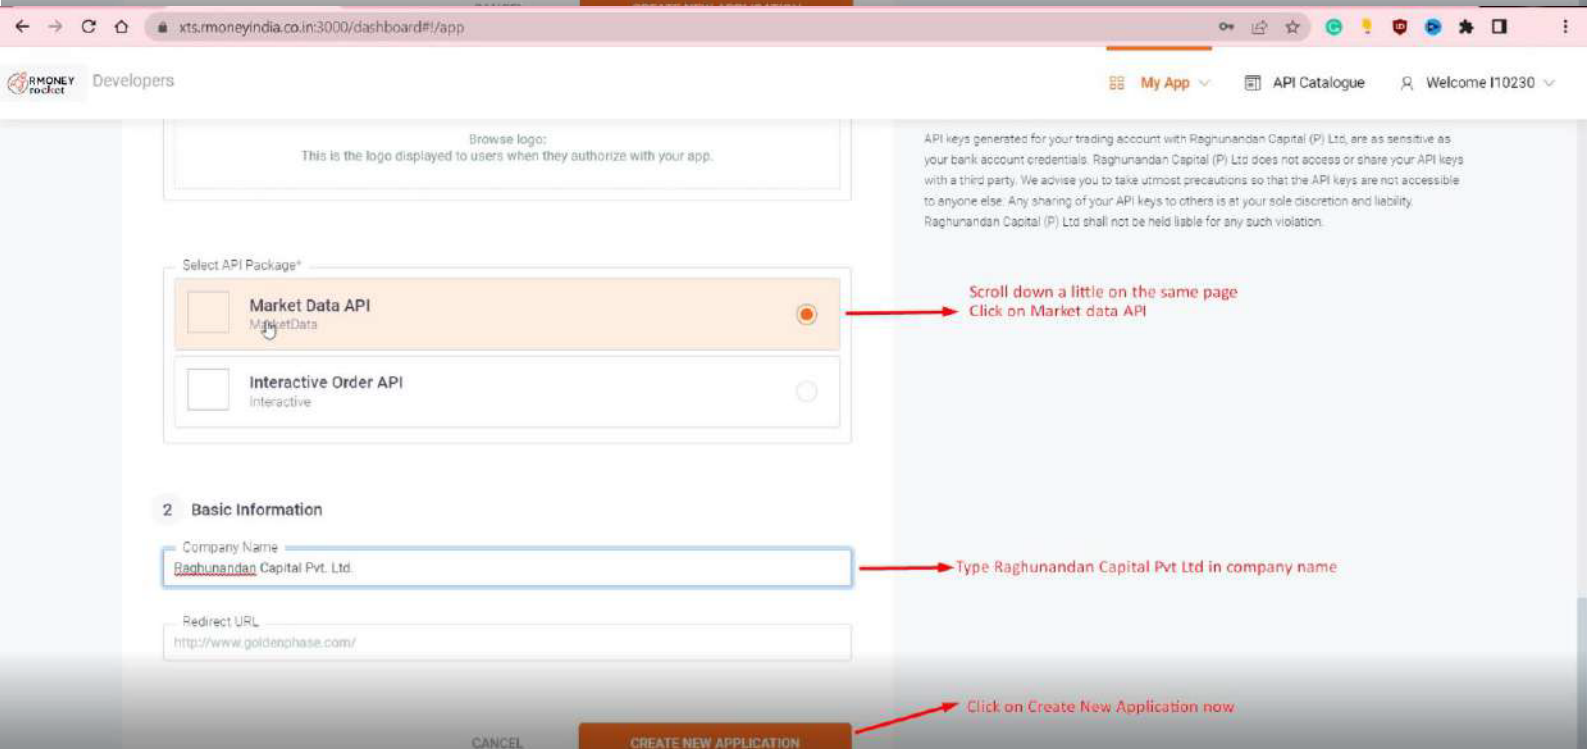 CREATE NEW APPLICATION
xts.rmoneyindia.co.in:3000/dashboard#!/app
RMONEY
rocket
Developers
My App
API Catalogue
Welcome I10230
Browse logo:
This is the logo displayed to users when they authorize with your app.
API keys generated for your trading account with Raghunandan Capital (P) Ltd, are as sensitive as
your bank account credentials. Raghunandan Capital (P) Ltd does not access or share your API keys
with a third party. We advise you to take utmost precautions so that the API keys are not accessible
to anyone else. Any sharing of your API keys to others is at your sole discretion and liability.
Raghunandan Capital (P) Ltd shall not be held liable for any such violation.
Select API Package*
Market Data API
MarketData
Scroll down a little on the same page
Click on Market data API
Interactive Order API
Interactive
2 Basic Information
Company Name
Raghunandan Capital Pvt. Ltd.
Type Raghunandan Capital Pvt Ltd in company name
Redirect URL
http://www.goldenphase.com/
Click on Create New Application now
CANCEL
CREATE NEW APPLICATION